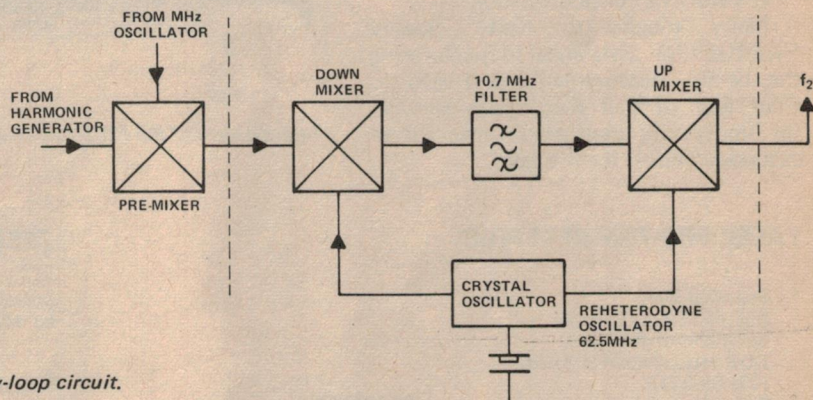 FROM MHz
OSCILLATOR
FROM
HARMONIC
GENERATOR
PRE-MIXER
DOWN
MIXER
10.7 MHz
FILTER
UP
MIXER
f2
CRYSTAL
OSCILLATOR
REHETERODYNE
OSCILLATOR
62.5MHz
-loop circuit.